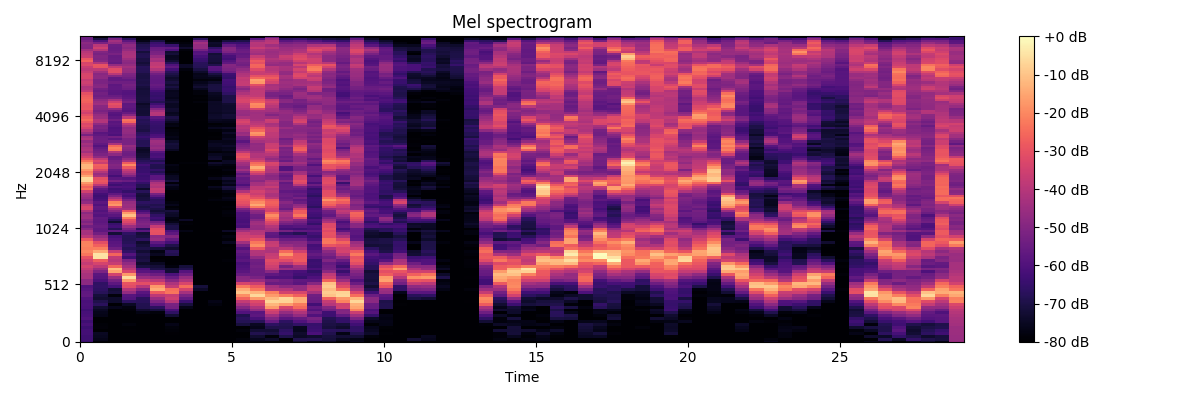 Mel spectrogram
8192
4096
2048
1024
512
0
Hz
0 5 10 15 20 25
Time
+0 dB
-10 dB
-20 dB
-30 dB
-40 dB
-50 dB
-60 dB
-70 dB
-80 dB